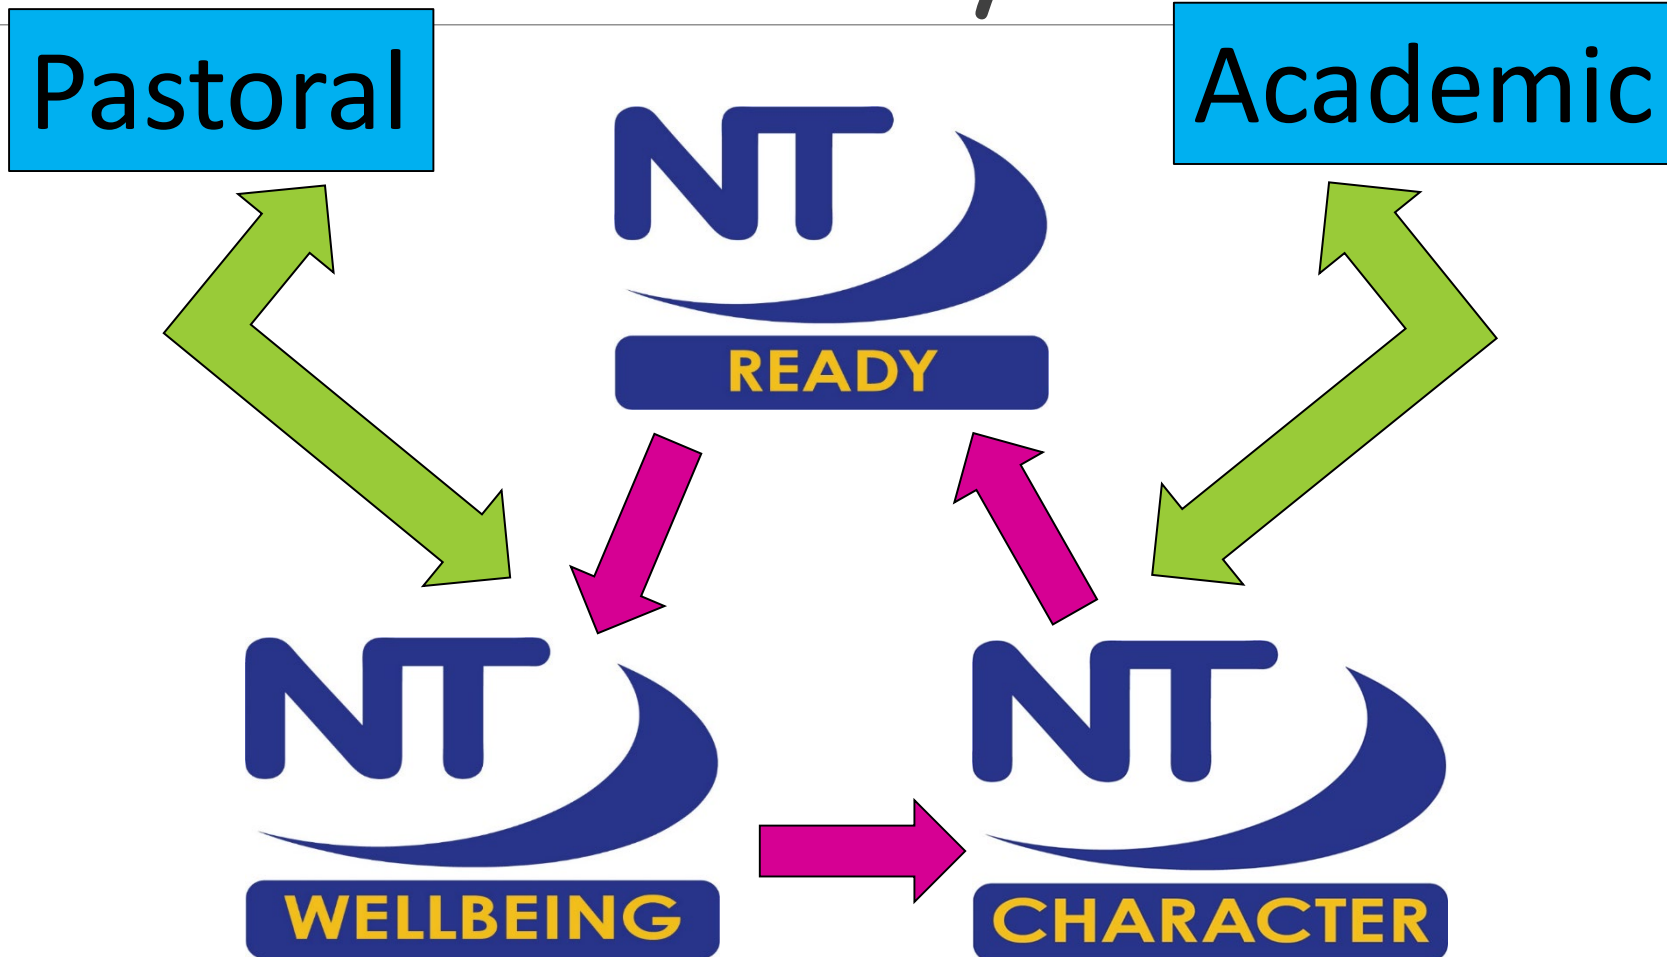 Pastoral
Academic
NT
READY
NT
WELLBEING
NT
CHARACTER